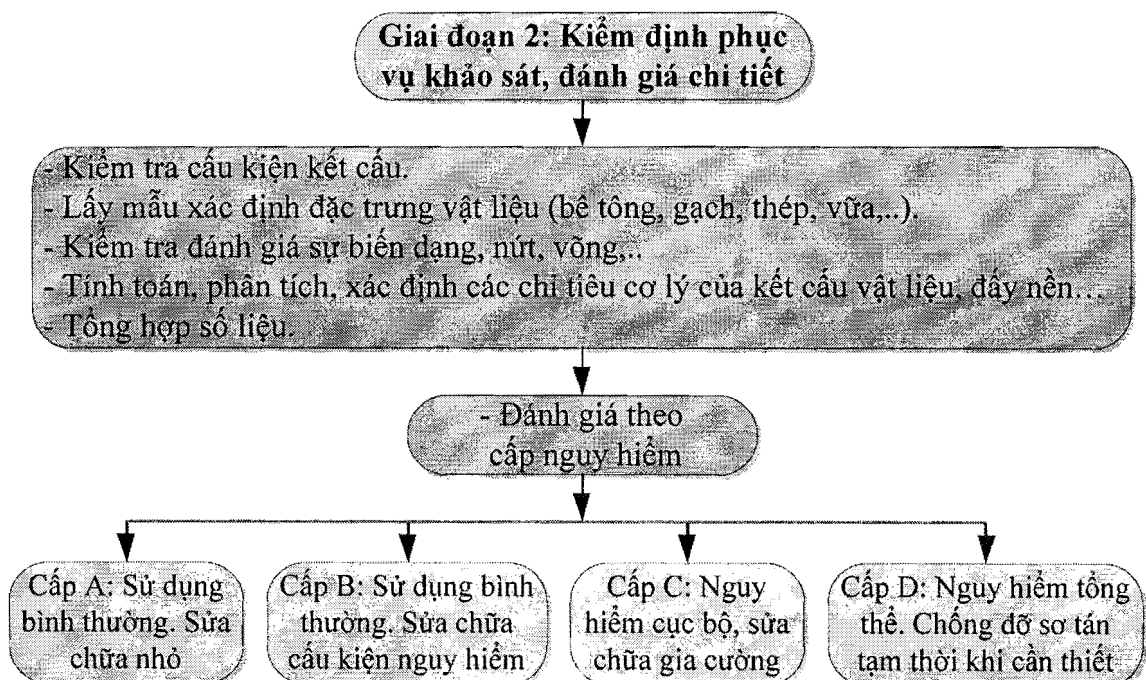 Giai đoạn 2: Kiểm định phục
vụ khảo sát, đánh giá chi tiết
- Kiểm tra cấu kiện kết cấu.
- Lấy mẫu xác định đặc trưng vật liệu (bê tông, gạch, thép, vữa,..).
- Kiểm tra đánh giá sự biến dạng, nứt, võng,..
- Tính toán, phân tích, xác định các chỉ tiêu cơ lý của kết cấu vật liệu, đấy nền…
- Tổng hợp số liệu.
- Đánh giá theo
cấp nguy hiểm
Cấp A: Sử dụng
bình thường. Sửa
chữa nhỏ
Cấp B: Sử dụng bình
thường. Sửa chữa
cấu kiện nguy hiểm
Cấp C: Nguy
hiểm cục bộ, sửa
chữa gia cường
Cấp D: Nguy hiểm tổng
thể. Chống đỡ sơ tán
tạm thời khi cần thiết